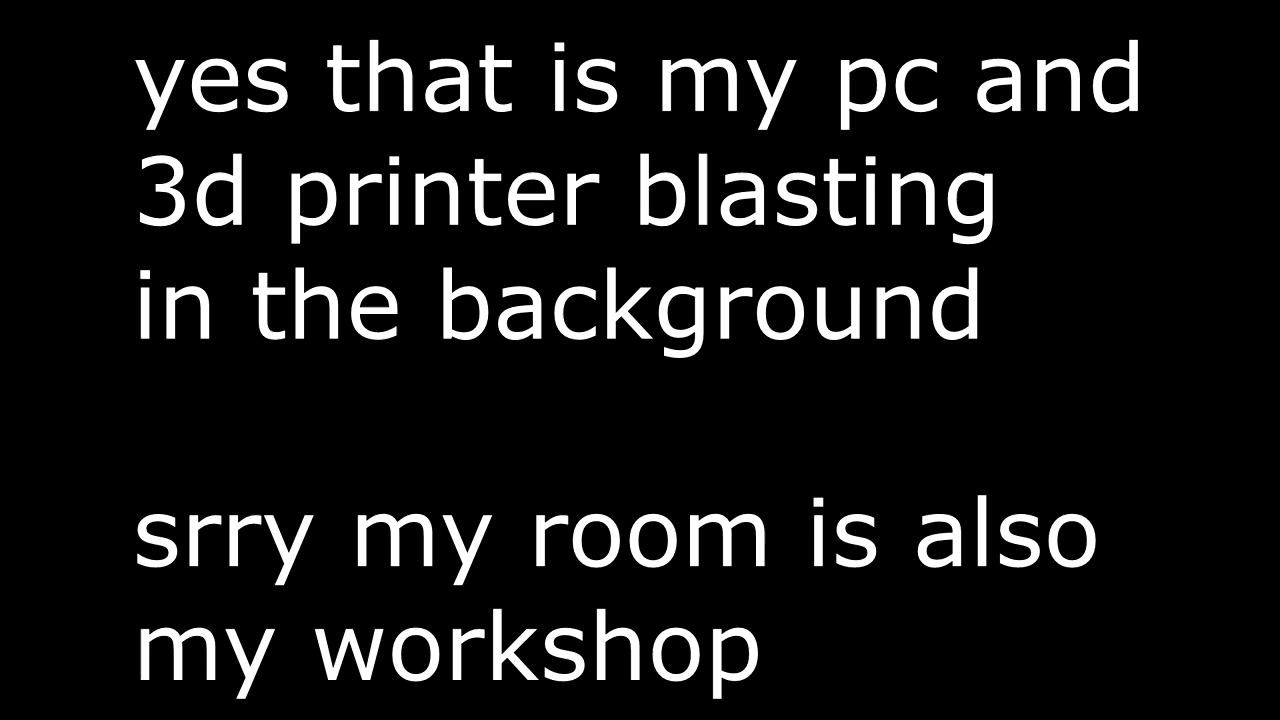 yes that is my pc and
3d printer blasting
in the background
srry my room is also
my workshop